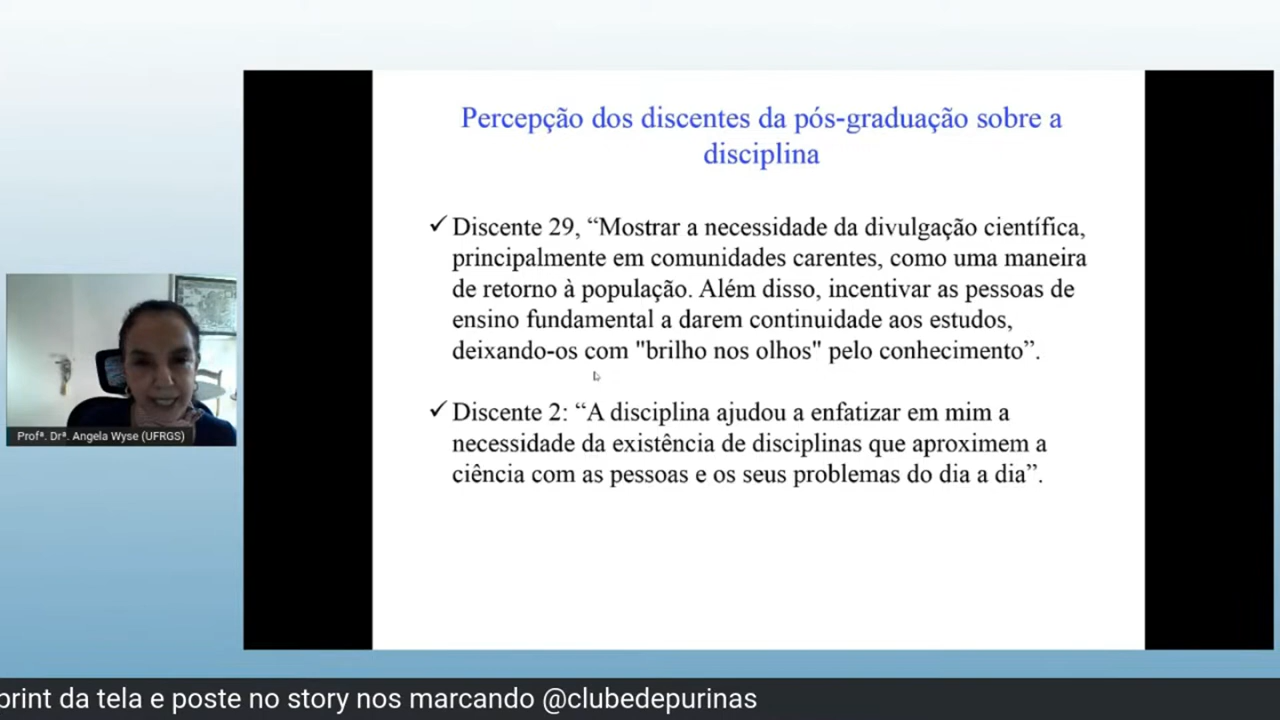 Percepção dos discentes da pós-graduação sobre a
disciplina
✓ Discente 29, “Mostrar a necessidade da divulgação científica,
principalmente em comunidades carentes, como uma maneira
de retorno à população. Além disso, incentivar as pessoas de
ensino fundamental a darem continuidade aos estudos,
deixando-os com "brilho nos olhos" pelo conhecimento”.
✓ Discente 2: “A disciplina ajudou a enfatizar em mim a
necessidade da existência de disciplinas que aproximem a
ciência com as pessoas e os seus problemas do dia a dia”.
Profª. Drª. Angela Wyse (UFRGS)
print da tela e poste no story nos marcando @clubedepurinas